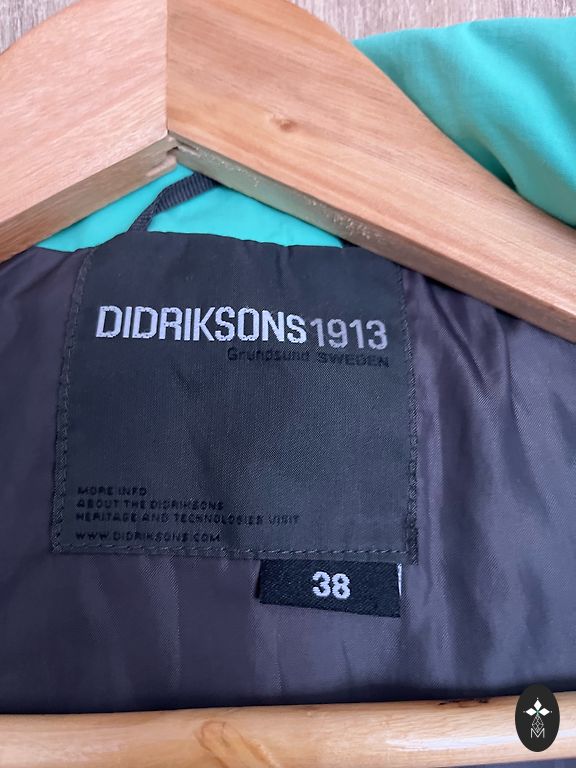 DIDRIKSONS1913
Grundsund SWEDEN
MORE INFO
ABOUT THE DIDRIKSONS
HERITAGE AND TECHNOLOGIES VISIT
WWW.DIDRIKSONS.COM
38
M